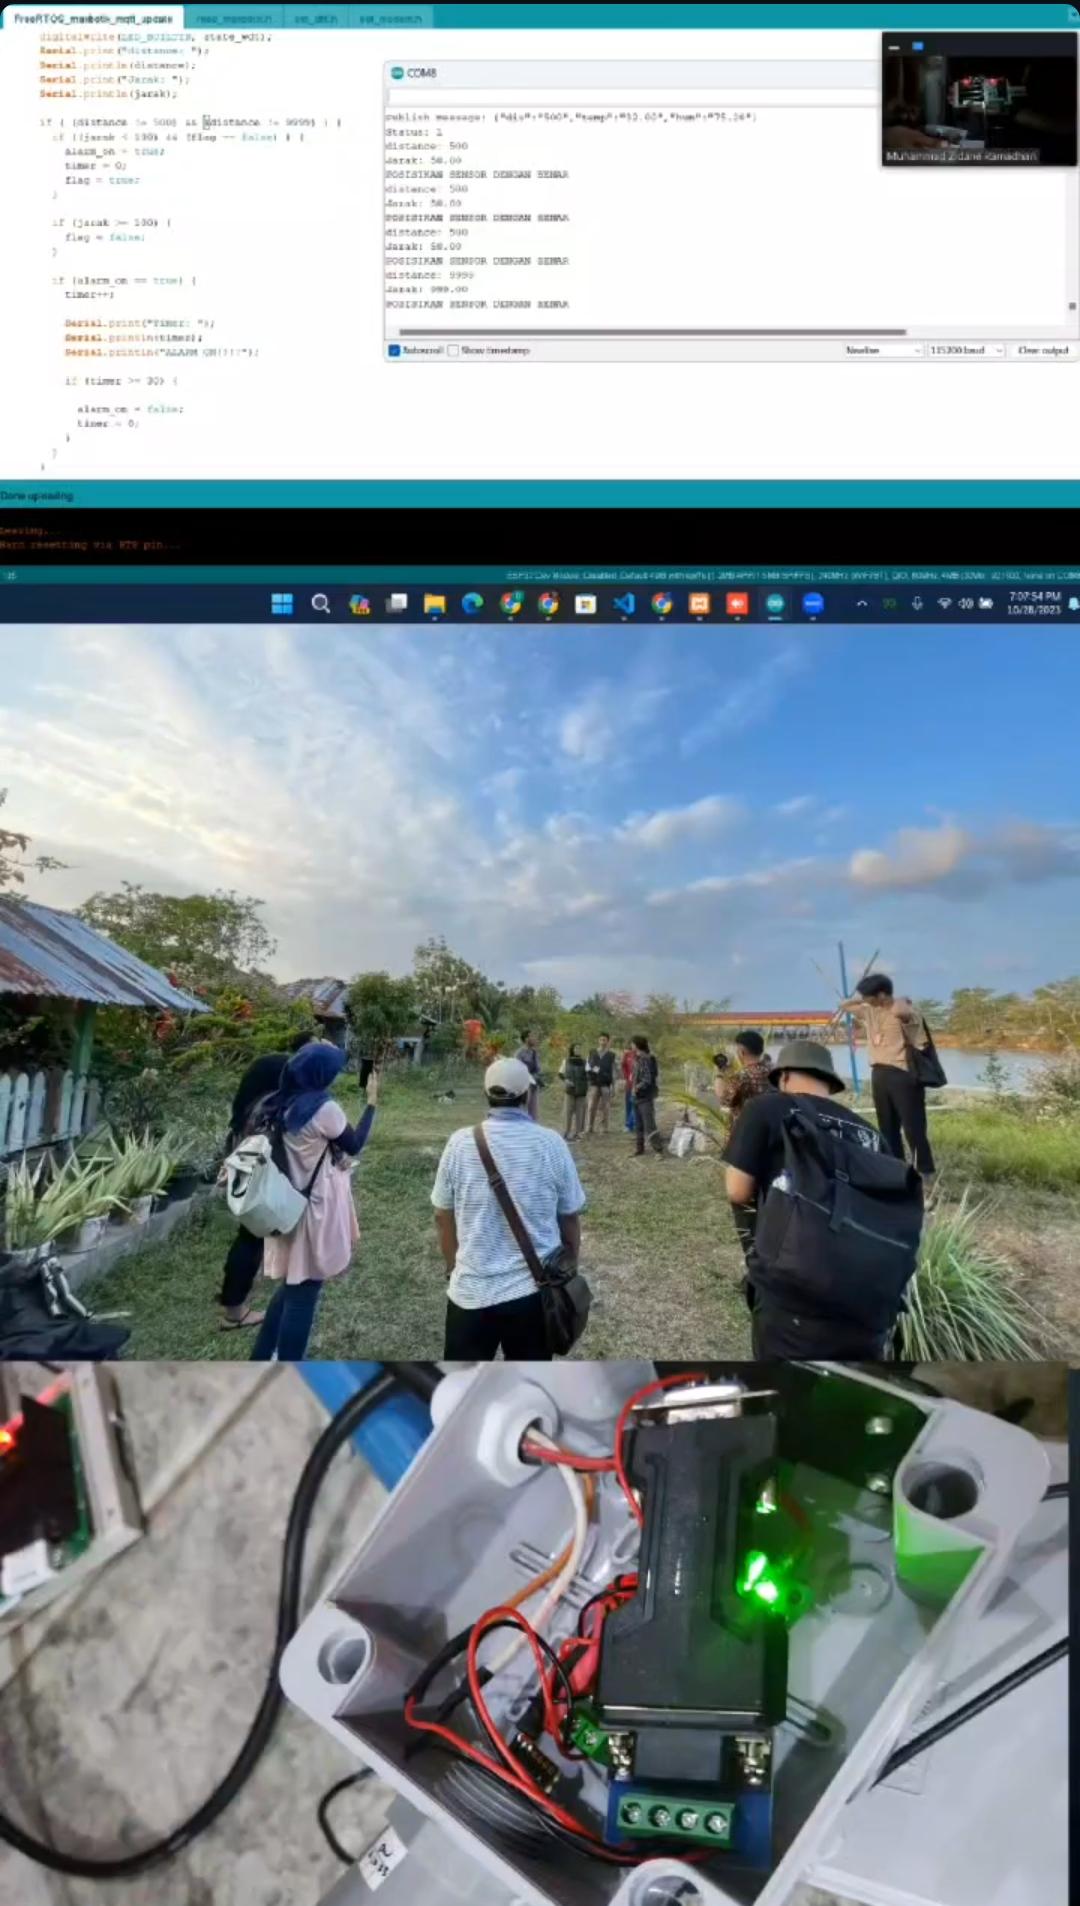 FreeRTOS_maxbotix_mqtt_update
read_maxbotix.h
set_dht.h
set_modem.h
digitalWrite(LED_BUILTIN, state_wdt);
Serial.print("distance: ");
Serial.println(distance);
Serial.print("Jarak: ");
Serial.println(jarak);
if ( (distance != 500) && (distance != 9999) ) {
if ((jarak < 100) && (flag == false) ) {
alarm_on = true;
timer = 0;
flag = true;
}
if (jarak >= 100) {
flag = false;
}
if (alarm_on == true) {
timer++;
Serial.print("Timer: ");
Serial.println(timer);
Serial.println("ALARM ON!!!!");
if (timer >= 30) {
alarm_on = false;
timer = 0;
}
}
}
COM8
Publish message: {"dis":"500","temp":"32.00","hum":"75.26"}
Status: 1
distance: 500
Jarak: 50.00
POSISIKAN SENSOR DENGAN BENAR
distance: 500
Jarak: 50.00
POSISIKAN SENSOR DENGAN BENAR
distance: 500
Jarak: 50.00
POSISIKAN SENSOR DENGAN BENAR
distance: 9999
Jarak: 999.00
POSISIKAN SENSOR DENGAN BENAR
Autoscroll
Show timestamp
Newline
115200 baud
Clear output
Muhammad Zidane Ramadhan
Done uploading
Leaving...
Hard resetting via RTS pin...
7:07:54 PM
10/28/2023